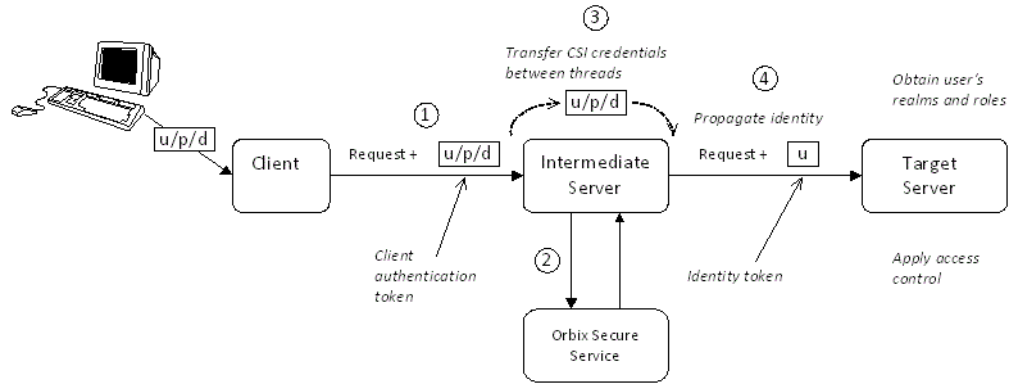 3
Transfer CSI credentials
between threads
u/p/d
4
Propagate identity
Obtain user's
realms and roles
u/p/d
Client
1
Request + u/p/d
Intermediate
Server
Request + u
Target
Server
Client
authentication
token
2
Identity token
Apply access
control
Orbix Secure
Service